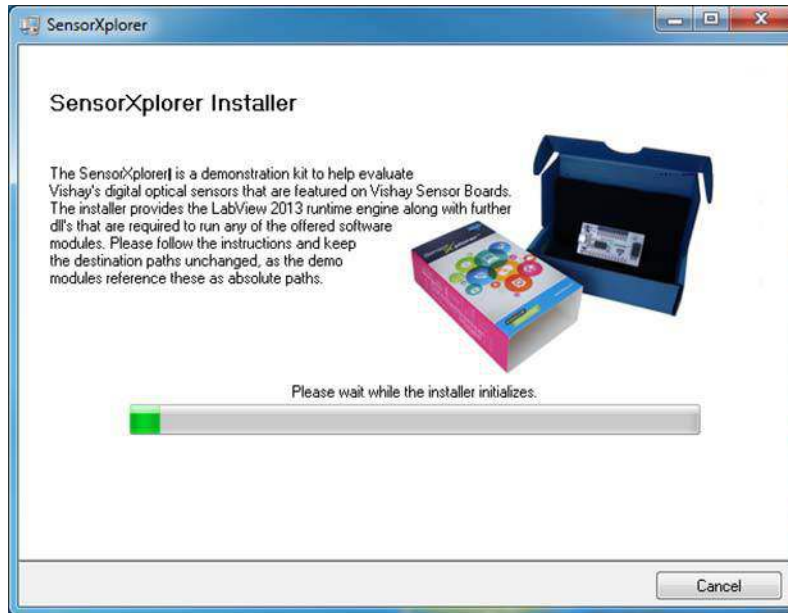 SensorXplorer
SensorXplorer Installer
The SensorXplorer| is a demonstration kit to help evaluate
Vishay's digital optical sensors that are featured on Vishay Sensor Boards.
The installer provides the LabView 2013 runtime engine along with further
dll's that are required to run any of the offered software
modules. Please follow the instructions and keep
the destination paths unchanged, as the demo
modules reference these as absolute paths.
Please wait while the installer initializes.
Cancel